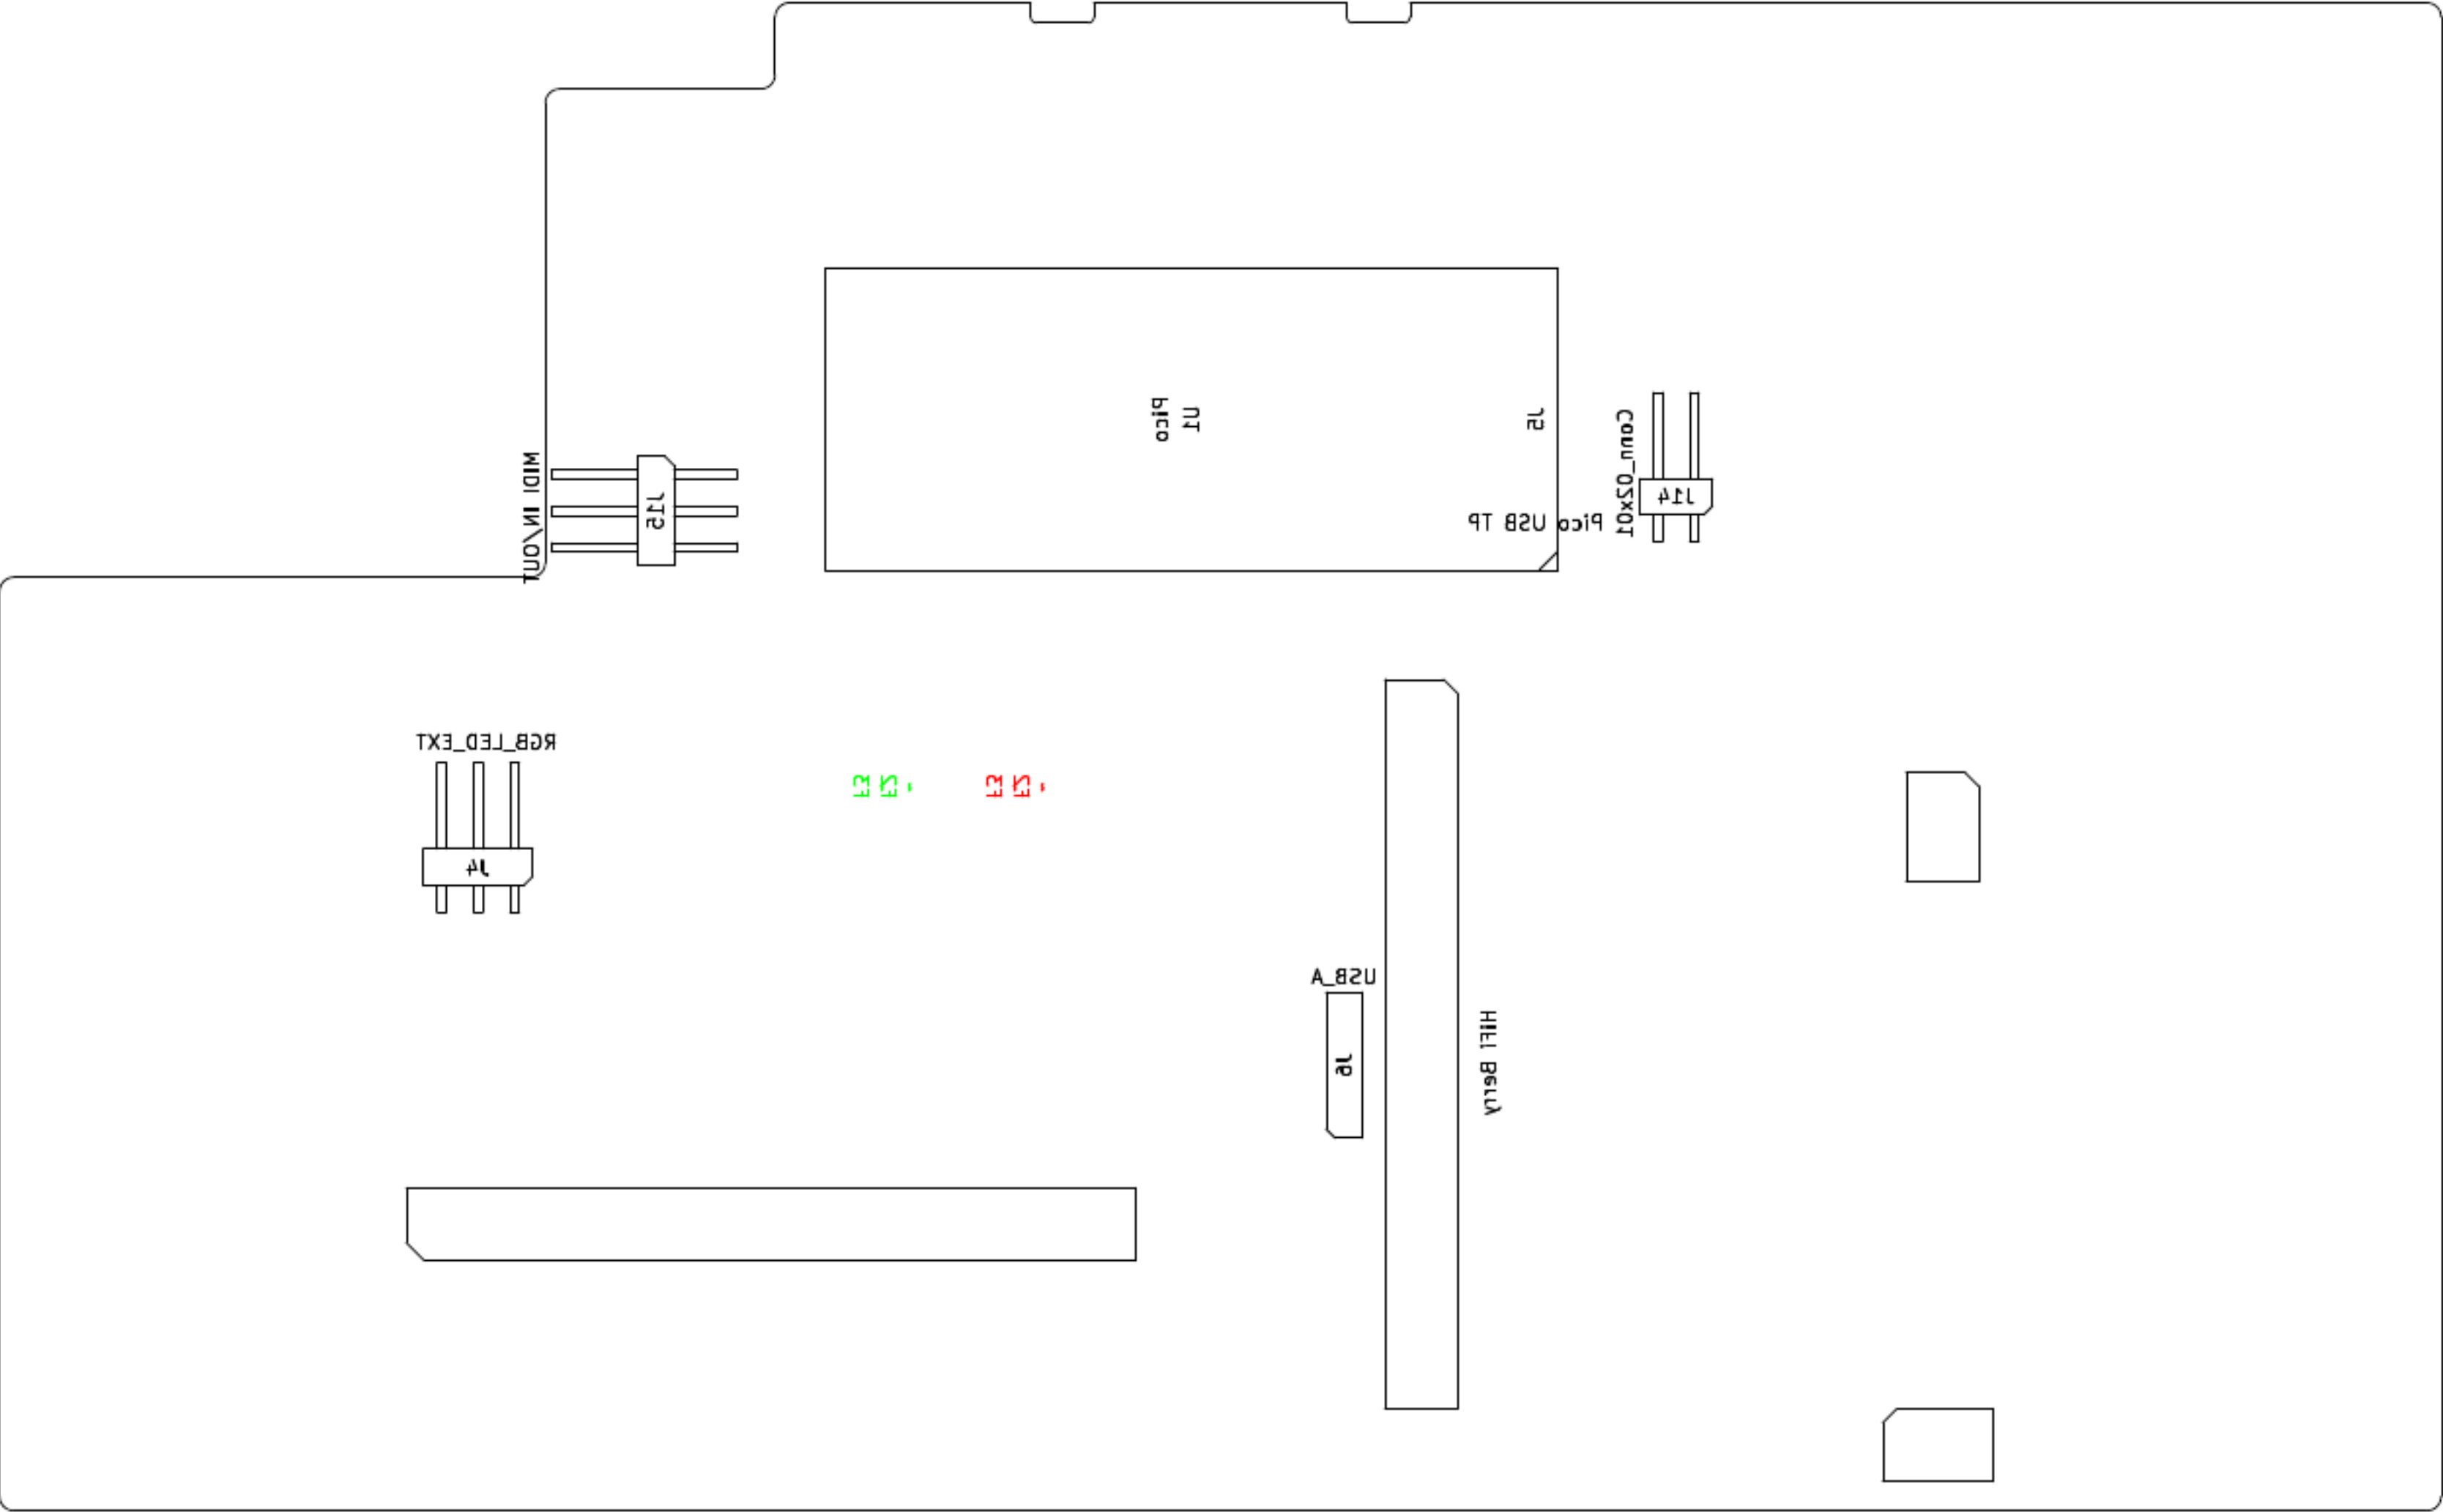 Pico
U1
J5
Conn_02x01
J14
MIDI IN/OUT
J15
Pico USB TP
RGB_LED_EXT
J4
USB_A
J6
HiFi Berry